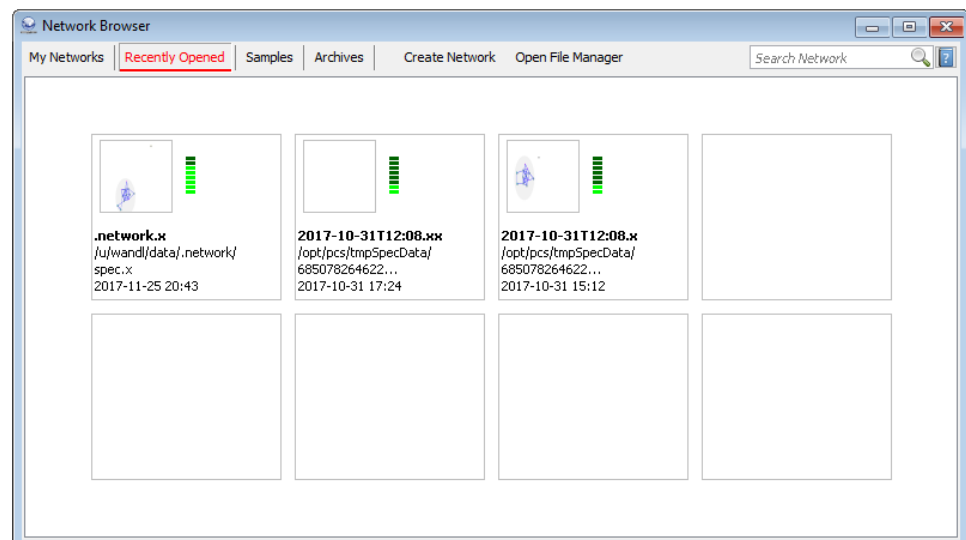 Network Browser
My Networks Recently Opened Samples Archives Create Network Open File Manager Search Network ?
.network.x
/u/wandl/data/.network/
spec.x
2017-11-25 20:43
2017-10-31T12:08.xx
/opt/pcs/tmpSpecData/
685078264622...
2017-10-31 17:24
2017-10-31T12:08.x
/opt/pcs/tmpSpecData/
685078264622...
2017-10-31 15:12